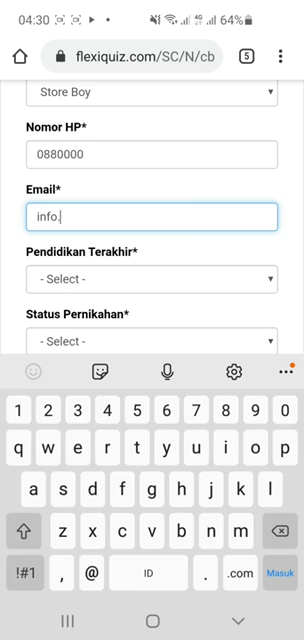 04:30 64%
flexiquiz.com/SC/N/cb 5
Store Boy
Nomor HP*
0880000
Email*
info.
Pendidikan Terakhir*
- Select -
Status Pernikahan*
- Select -
1 2 3 4 5 6 7 8 9 0
q w e r t y u i o p
a s d f g h j k l
z x c v b n m
!#1 , @ ID . .com Masuk